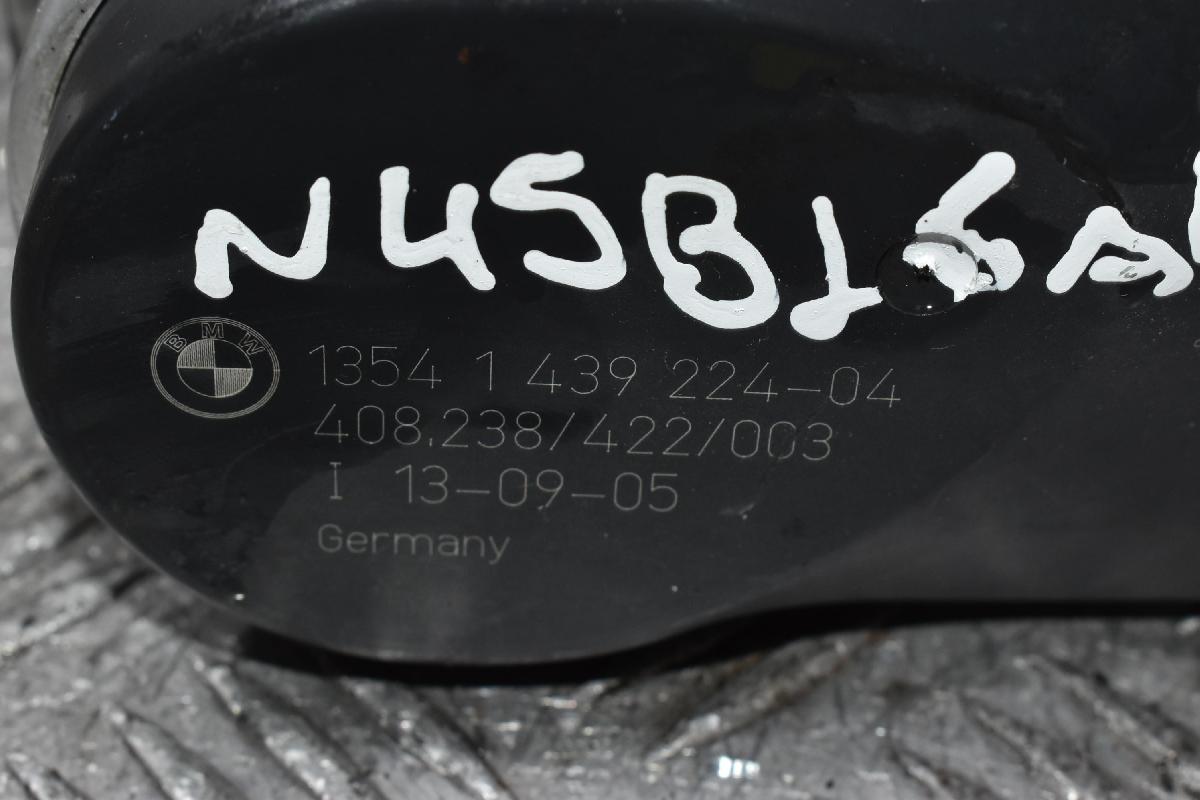 N45B16A
BMW
1354 1 439 224-04
408.238/422/003
I 13-09-05
Germany